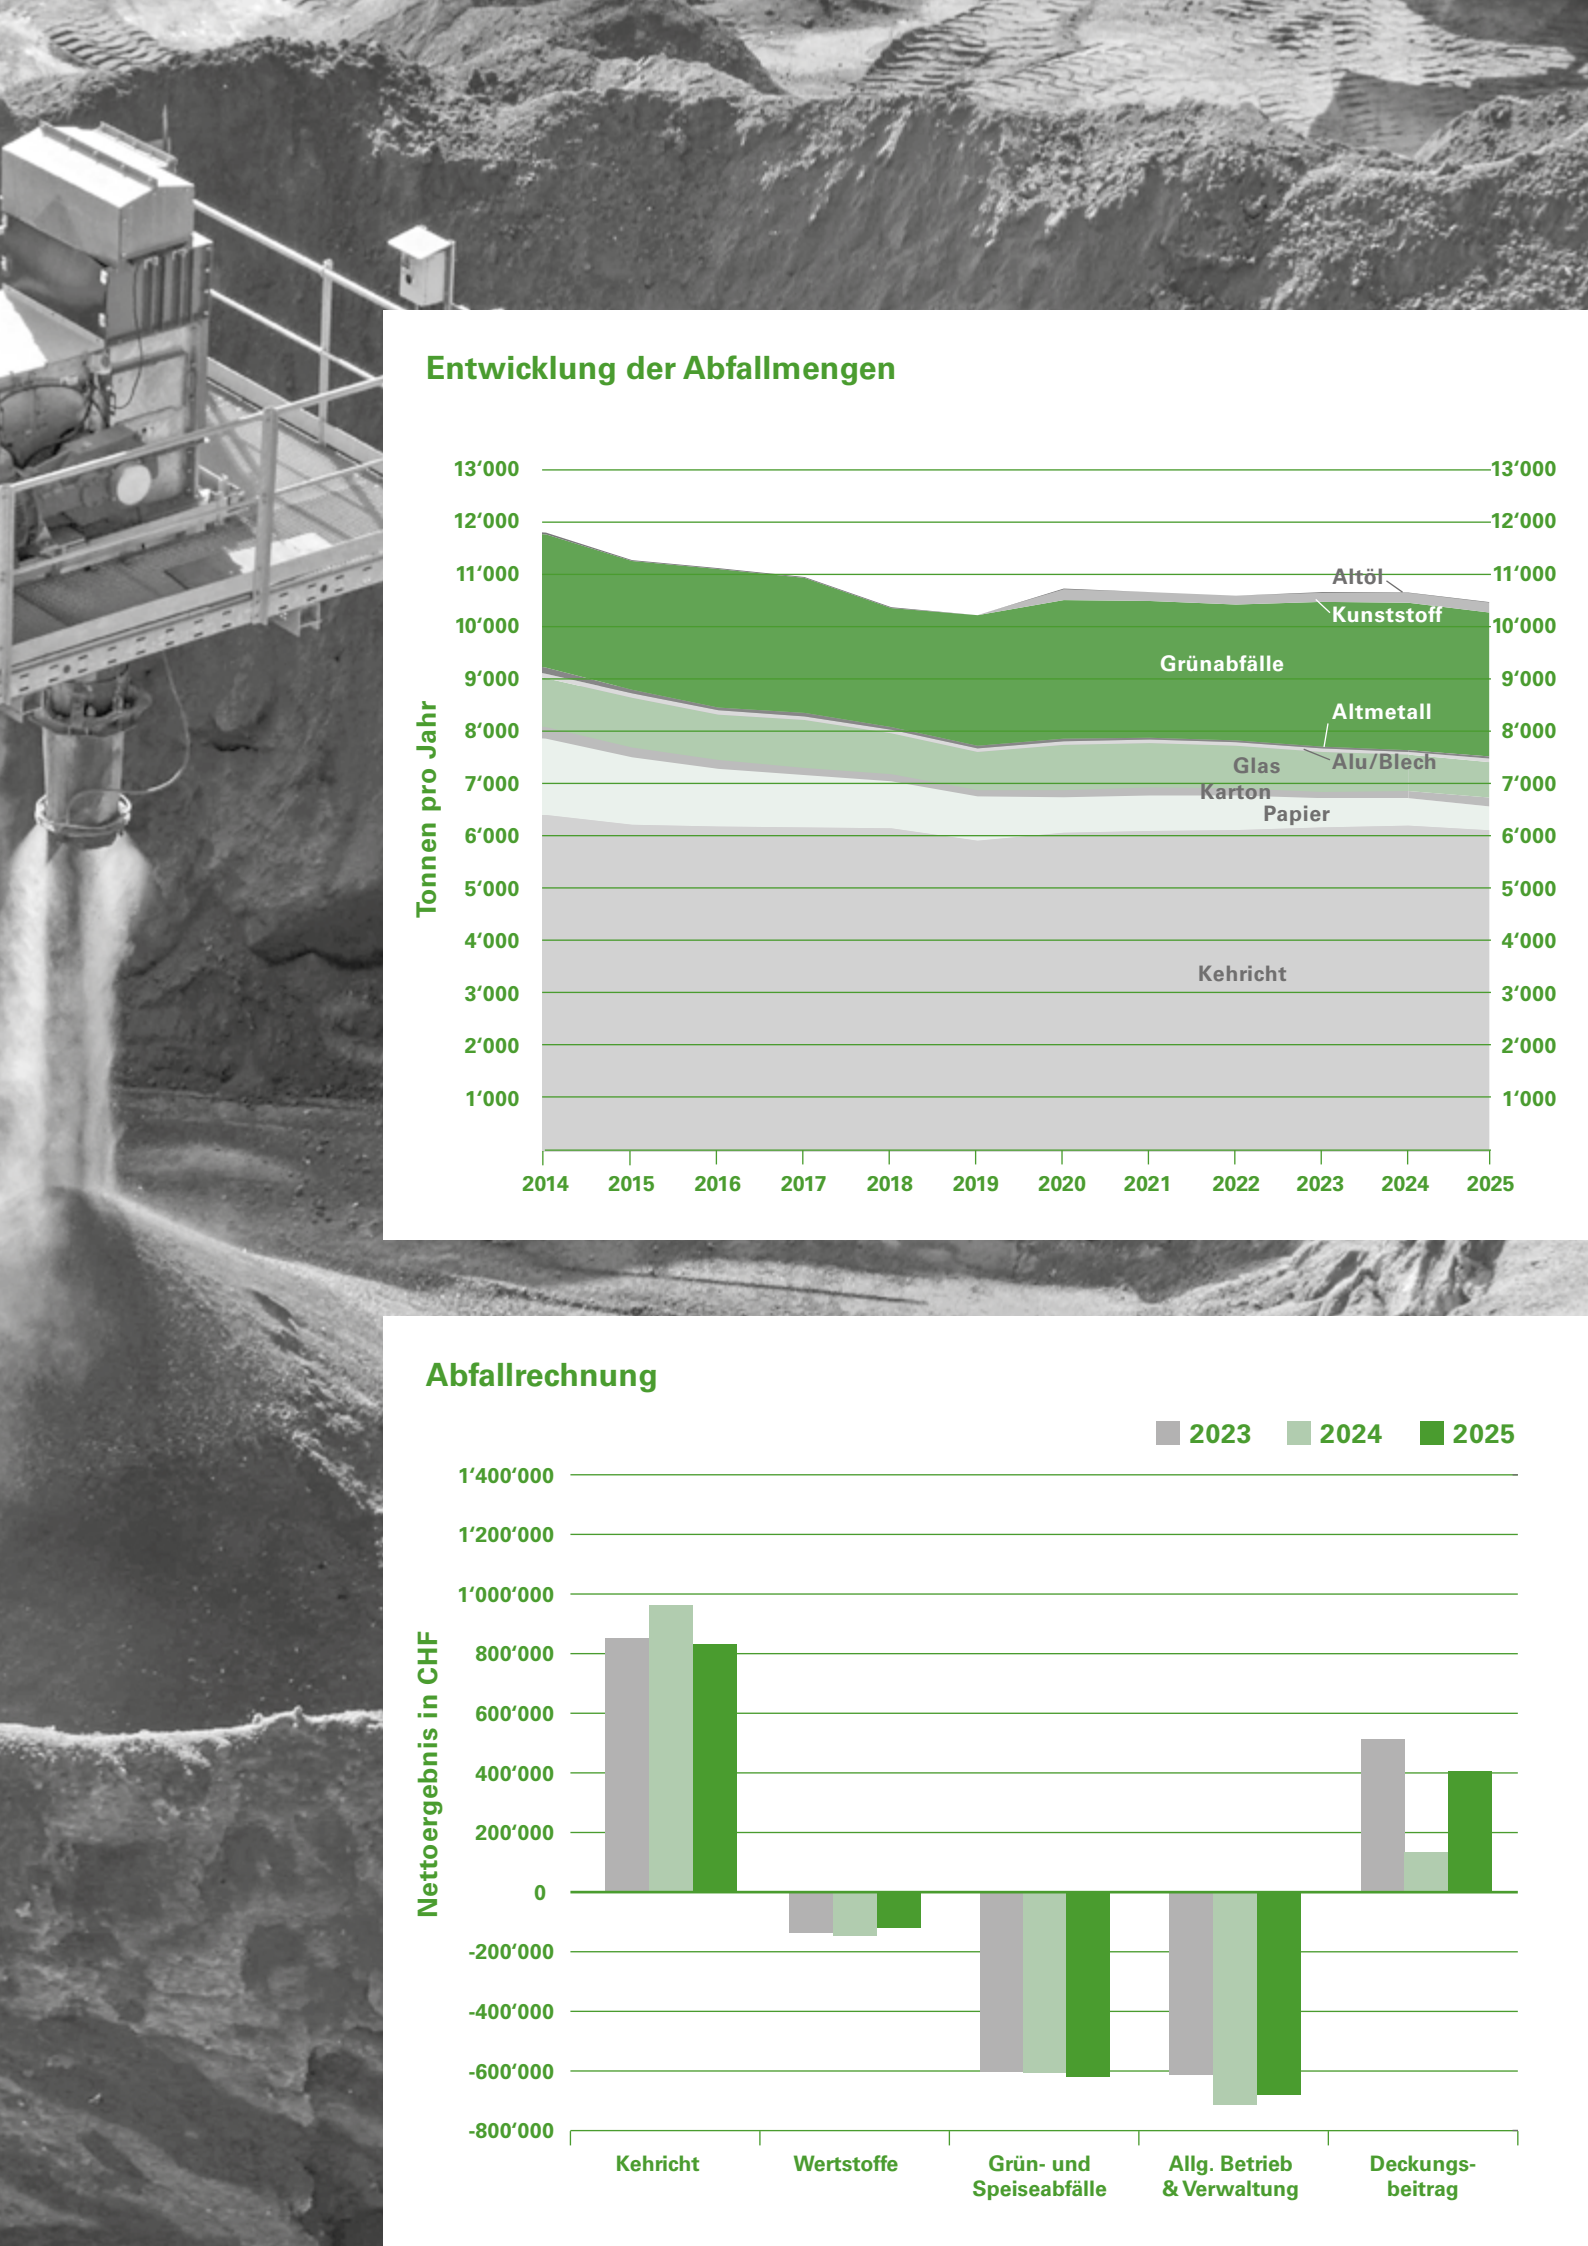 Entwicklung der Abfallmengen
Tonnen pro Jahr
13‘000 13‘000
12‘000 12‘000
11‘000 11‘000
10‘000 10‘000
9‘000 9‘000
8‘000 8‘000
7‘000 7‘000
6‘000 6‘000
5‘000 5‘000
4‘000 4‘000
3‘000 3‘000
2‘000 2‘000
1‘000 1‘000
Altöl
Kunststoff
Grünabfälle
Altmetall
Alu/Blech
Glas
Karton
Papier
Kehricht
2014 2015 2016 2017 2018 2019 2020 2021 2022 2023 2024 2025
Abfallrechnung
2023 2024 2025
Nettoergebnis in CHF
1‘400‘000
1‘200‘000
1‘000‘000
800‘000
600‘000
400‘000
200‘000
0
-200‘000
-400‘000
-600‘000
-800‘000
Kehricht
Wertstoffe
Grün- und
Speiseabfälle
Allg. Betrieb
& Verwaltung
Deckungs-
beitrag